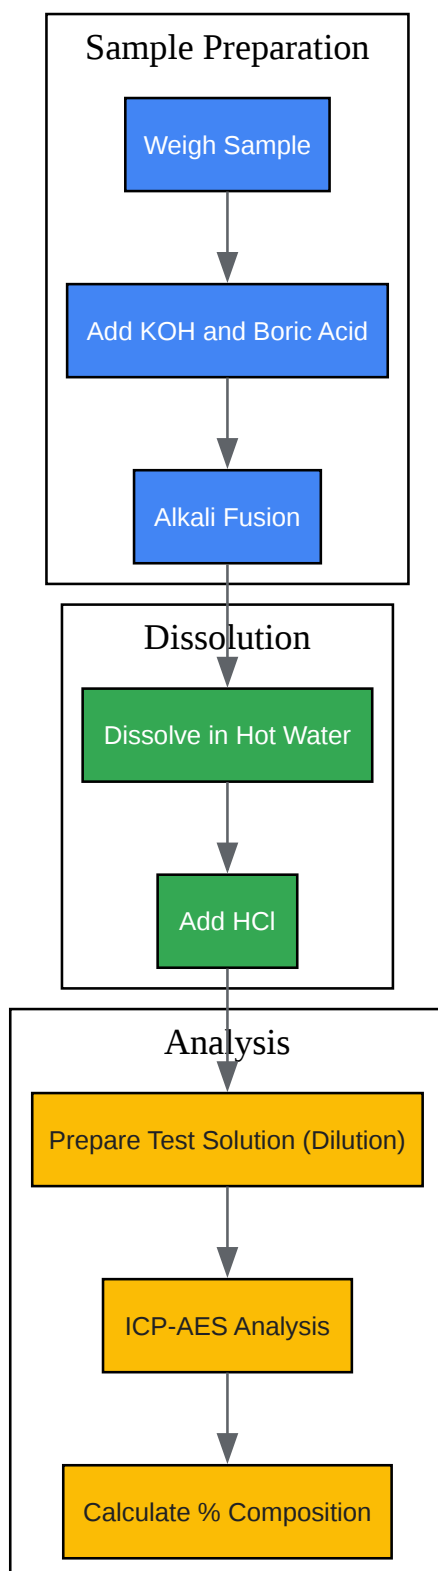 Sample Preparation
Weigh Sample
Add KOH and Boric Acid
Alkali Fusion
Dissolution
Dissolve in Hot Water
Add HCl
Analysis
Prepare Test Solution (Dilution)
ICP-AES Analysis
Calculate % Composition